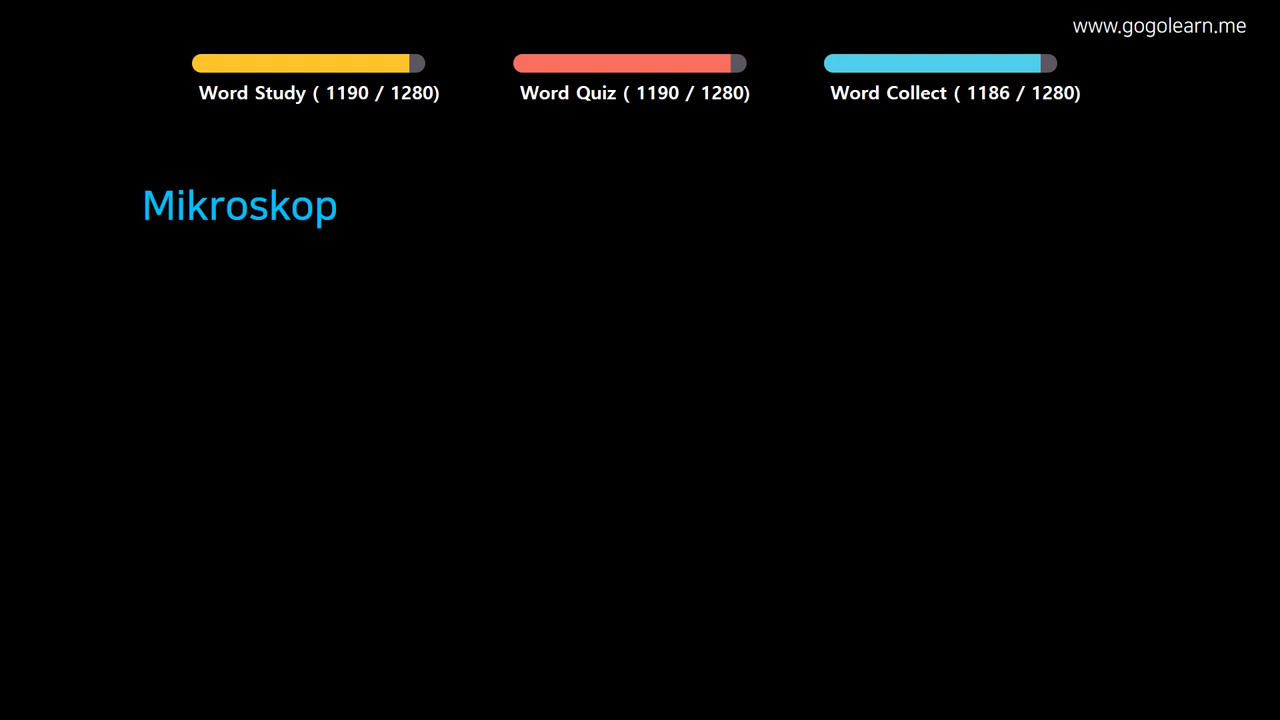 www.gogolearn.me
Word Study ( 1190 / 1280)
Word Quiz ( 1190 / 1280)
Word Collect ( 1186 / 1280)
Mikroskop